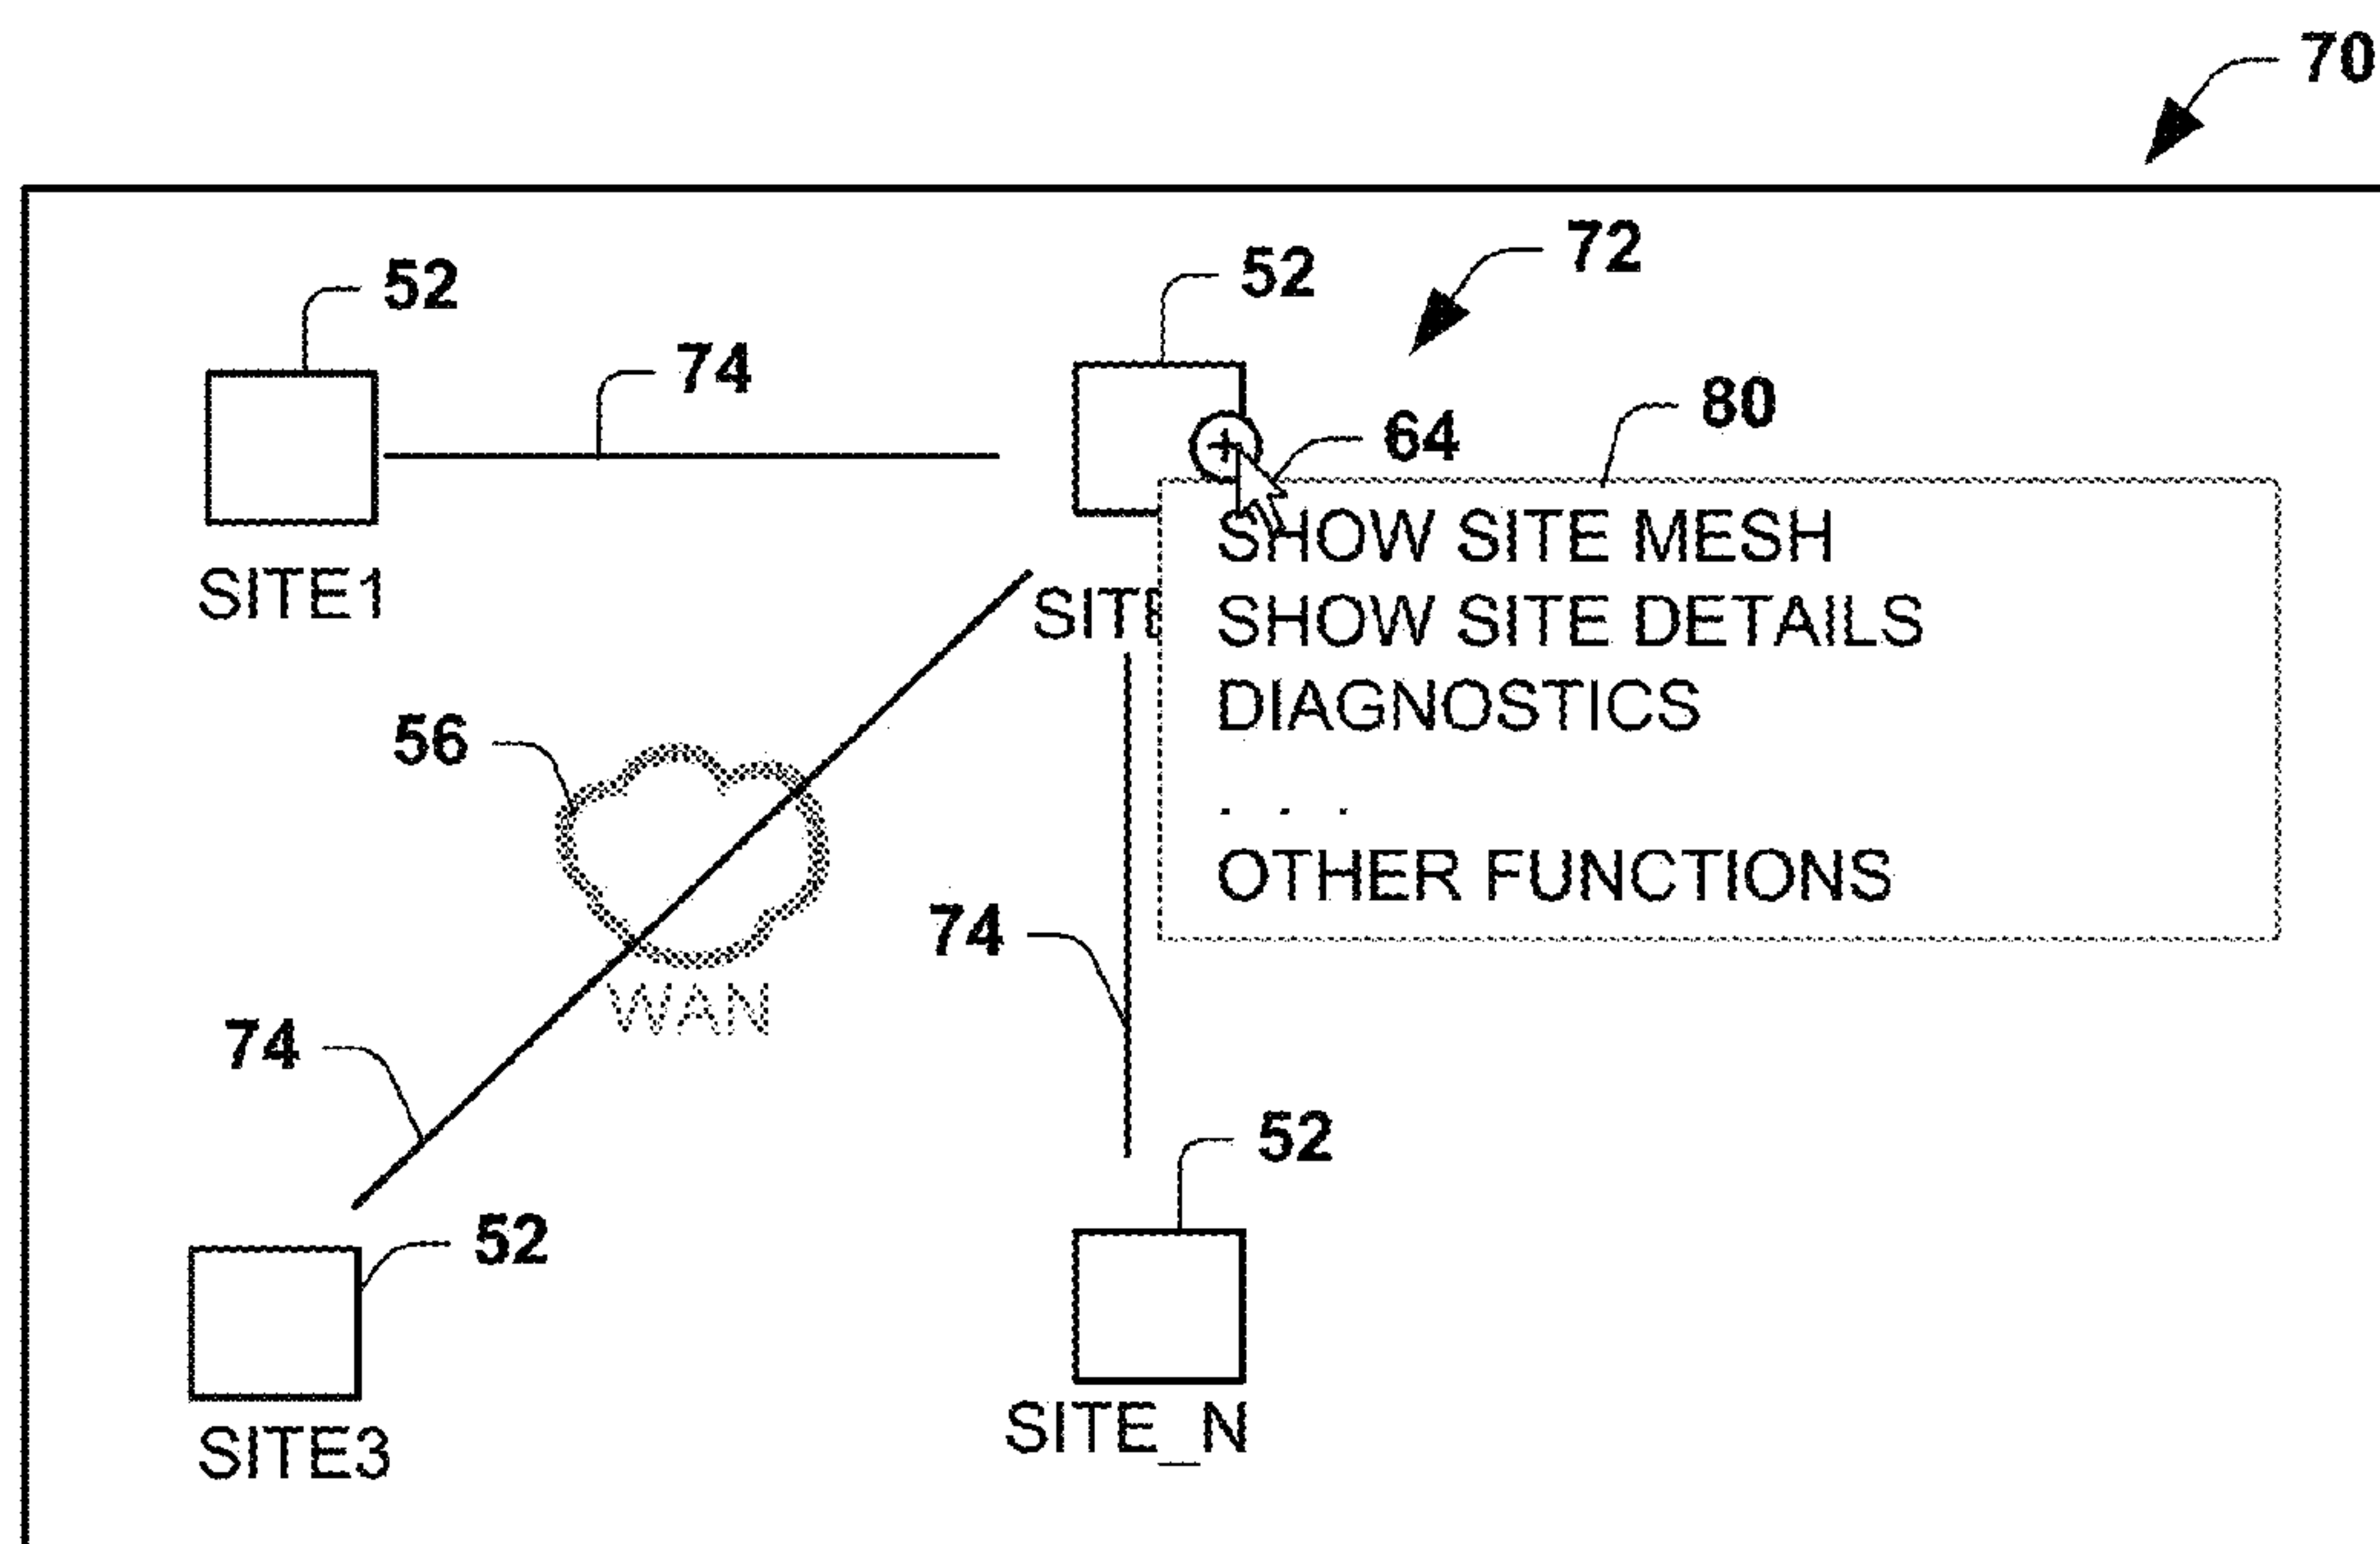 70
72
52
52
74
80
64
SHOW SITE MESH
SITE1
SHOW SITE DETAILS
DIAGNOSTICS
56
. . .
OTHER FUNCTIONS
74
WAN
74
52
52
SITE_N
SITE3